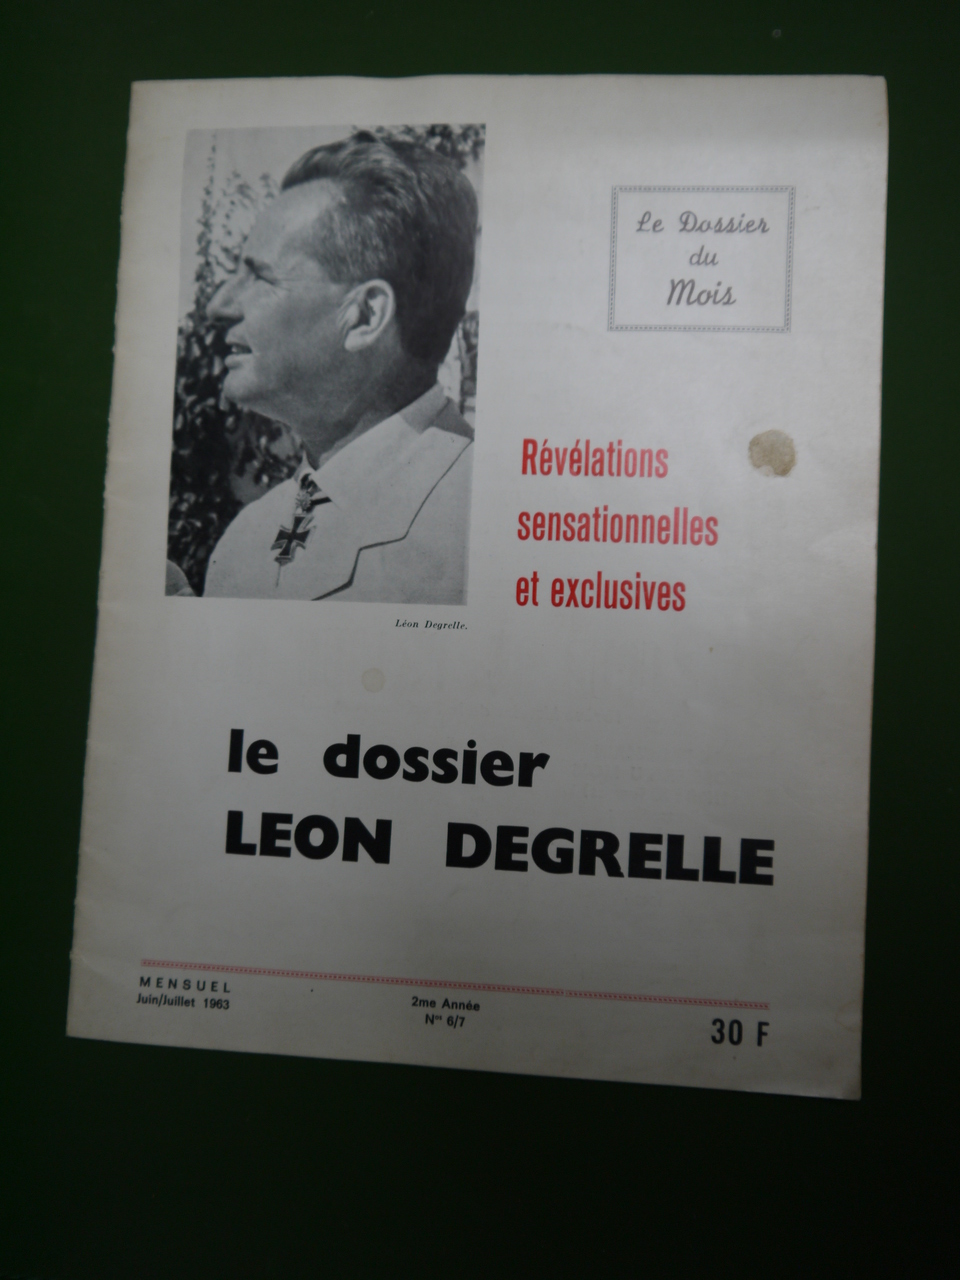 Le Dossier
du
Mois
Révélations
sensationnelles
et exclusives
Léon Degrelle.
le dossier
LEON DEGRELLE
MENSUEL
Juin/Juillet 1963
2me Année
Nos 6/7
30 F